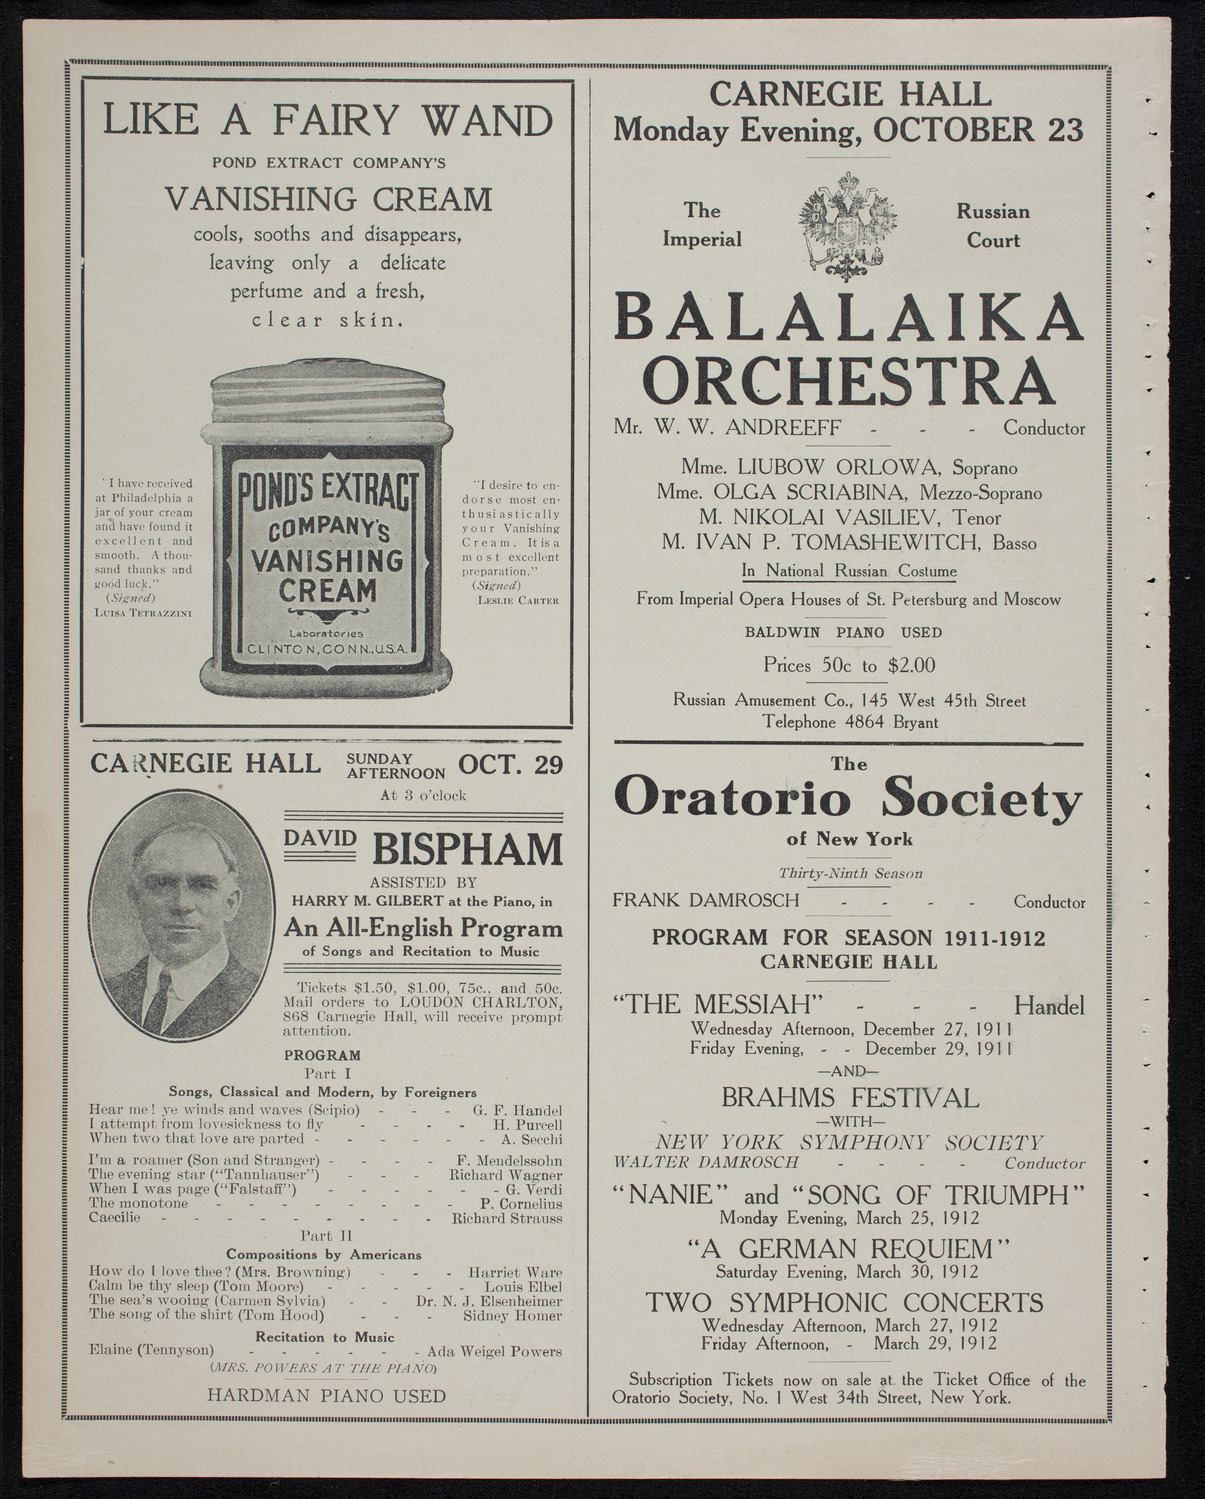 LIKE A FAIRY WAND
POND EXTRACT COMPANY'S
VANISHING CREAM
cools, sooths and disappears,
leaving only a delicate
perfume and a fresh,
clear skin.
"I have received
at Philadelphia a
jar of your cream
and have found it
excellent and
smooth. A thou-
sand thanks and
good luck."
(Signed)
LUISA TETRAZZINI
POND'S EXTRACT
COMPANY'S
VANISHING
CREAM
Laboratories
CLINTON, CONN., U.S.A.
"I desire to en-
dorse most en-
thusiastically
your Vanishing
Cream. It is a
most excellent
preparation."
(Signed)
LESLIE CARTER
CARNEGIE HALL SUNDAY AFTERNOON OCT. 29
At 3 o'clock
DAVID BISPHAM
ASSISTED BY
HARRY M. GILBERT at the Piano, in
An All-English Program
of Songs and Recitation to Music
Tickets $1.50, $1.00, 75c., and 50c.
Mail orders to LOUDON CHARLTON,
868 Carnegie Hall, will receive prompt
attention.
PROGRAM
Part I
Songs, Classical and Modern, by Foreigners
Hear me! ye winds and waves (Scipio) - - - G. F. Handel
I attempt from lovesickness to fly - - - - H. Purcell
When two that love are parted - - - - - - - A. Secchi
I'm a roamer (Son and Stranger) - - - - F. Mendelssohn
The evening star ("Tannhauser") - - - Richard Wagner
When I was page ("Falstaff") - - - - - - G. Verdi
The monotone - - - - - - - - P. Cornelius
Caecilie - - - - - - - - - Richard Strauss
Part II
Compositions by Americans
How do I love thee? (Mrs. Browning) - - - Harriet Ware
Calm be thy sleep (Tom Moore) - - - - - Louis Elbel
The sea's wooing (Carmen Sylvia) - - Dr. N. J. Elsenheimer
The song of the shirt (Tom Hood) - - - Sidney Homer
Recitation to Music
Elaine (Tennyson) - - - - - - Ada Weigel Powers
(MRS. POWERS AT THE PIANO)
HARDMAN PIANO USED
CARNEGIE HALL
Monday Evening, OCTOBER 23
The Imperial Russian Court
BALALAIKA
ORCHESTRA
Mr. W. W. ANDREEFF - - - Conductor
Mme. LIUBOW ORLOWA, Soprano
Mme. OLGA SCRIABINA, Mezzo-Soprano
M. NIKOLAI VASILIEV, Tenor
M. IVAN P. TOMASHEWITCH, Basso
In National Russian Costume
From Imperial Opera Houses of St. Petersburg and Moscow
BALDWIN PIANO USED
Prices 50c to $2.00
Russian Amusement Co., 145 West 45th Street
Telephone 4864 Bryant
The
Oratorio Society
of New York
Thirty-Ninth Season
FRANK DAMROSCH - - - - Conductor
PROGRAM FOR SEASON 1911-1912
CARNEGIE HALL
"THE MESSIAH" - - - Handel
Wednesday Afternoon, December 27, 1911
Friday Evening, - - December 29, 1911
—AND—
BRAHMS FESTIVAL
—WITH—
NEW YORK SYMPHONY SOCIETY
WALTER DAMROSCH - - - - Conductor
"NANIE" and "SONG OF TRIUMPH"
Monday Evening, March 25, 1912
"A GERMAN REQUIEM"
Saturday Evening, March 30, 1912
TWO SYMPHONIC CONCERTS
Wednesday Afternoon, March 27, 1912
Friday Afternoon, - March 29, 1912
Subscription Tickets now on sale at the Ticket Office of the
Oratorio Society, No. 1 West 34th Street, New York.